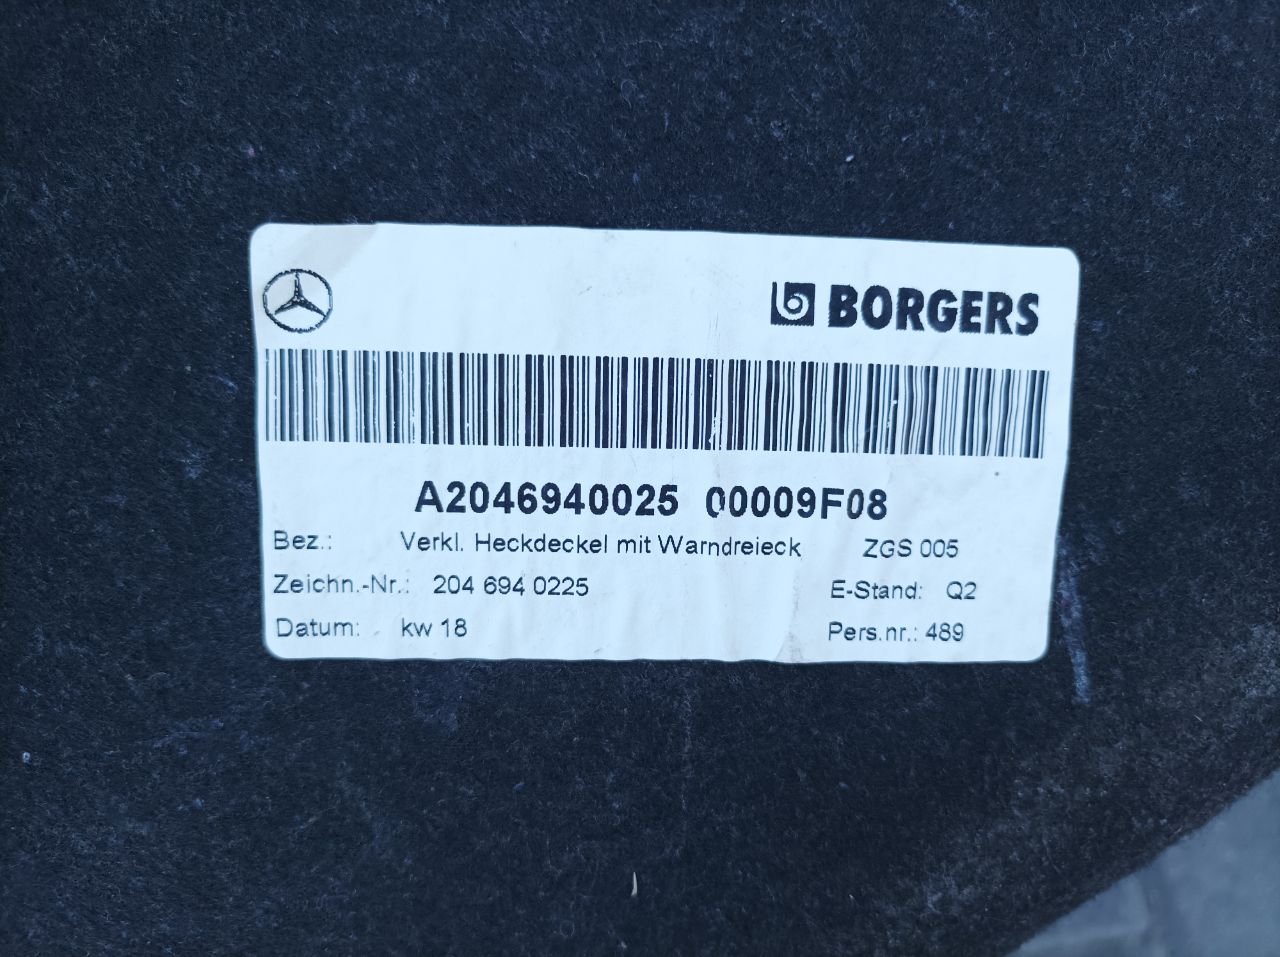 BORGERS
A2046940025 00009F08
Bez.: Verkl. Heckdeckel mit Warndreieck ZGS 005
Zeichn.-Nr.: 204 694 0225 E-Stand: Q2
Datum: kw 18 Pers.nr.: 489